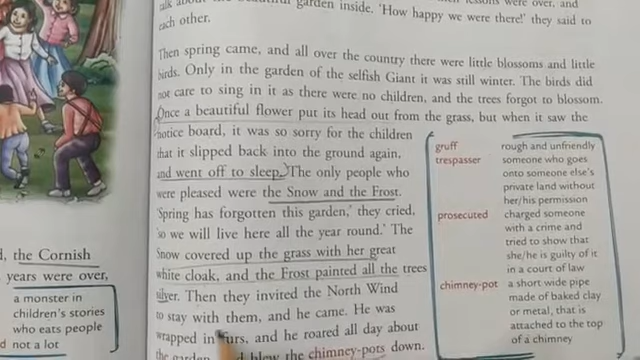 talk about the beautiful garden inside. 'How happy we were there!' they said to
each other.
Then spring came, and all over the country there were little blossoms and little
birds. Only in the garden of the selfish Giant it was still winter. The birds did
not care to sing in it as there were no children, and the trees forgot to blossom.
Once a beautiful flower put its head out from the grass, but when it saw the
notice board, it was so sorry for the children
that it slipped back into the ground again,
and went off to sleep. The only people who
were pleased were the Snow and the Frost.
'Spring has forgotten this garden,' they cried,
'so we will live here all the year round.' The
Snow covered up the grass with her great
white cloak, and the Frost painted all the trees
silver. Then they invited the North Wind
to stay with them, and he came. He was
wrapped in furs, and he roared all day about
the garden blew the chimney-pots down.
gruff rough and unfriendly
trespasser someone who goes
onto someone else's
private land without
her/his permission
prosecuted charged someone
with a crime and
tried to show that
she/he is guilty of it
in a court of law
chimney-pot a short wide pipe
made of baked clay
or metal, that is
attached to the top
of a chimney
the Cornish
years were over,
a monster in
children's stories
who eats people
not a lot